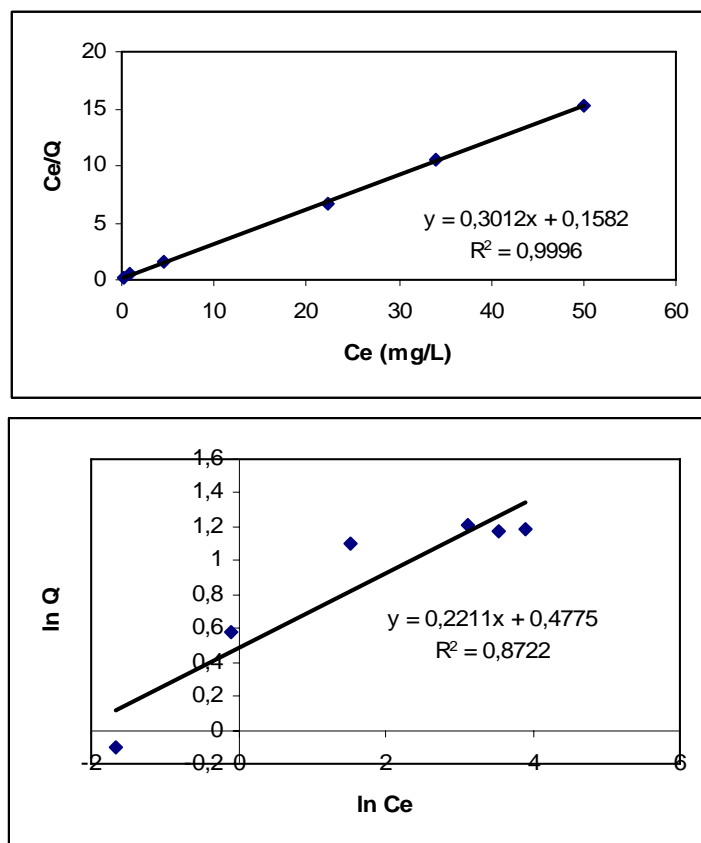 20
15
10
5
0
Ce/Q
y = 0,3012x + 0,1582
R² = 0,9996
0 10 20 30 40 50 60
Ce (mg/L)
1,6
1,4
1,2
1
0,8
0,6
0,4
0,2
0
-0,2
ln Q
y = 0,2211x + 0,4775
R² = 0,8722
-2 0 2 4 6
ln Ce